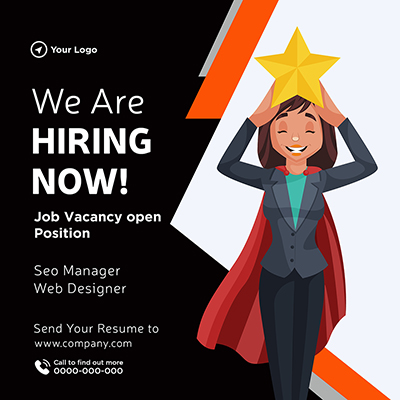 Your Logo
We Are
HIRING
NOW!
Job Vacancy open
Position
Seo Manager
Web Designer
Send Your Resume to
www.company.com
Call to find out more
0000-000-000